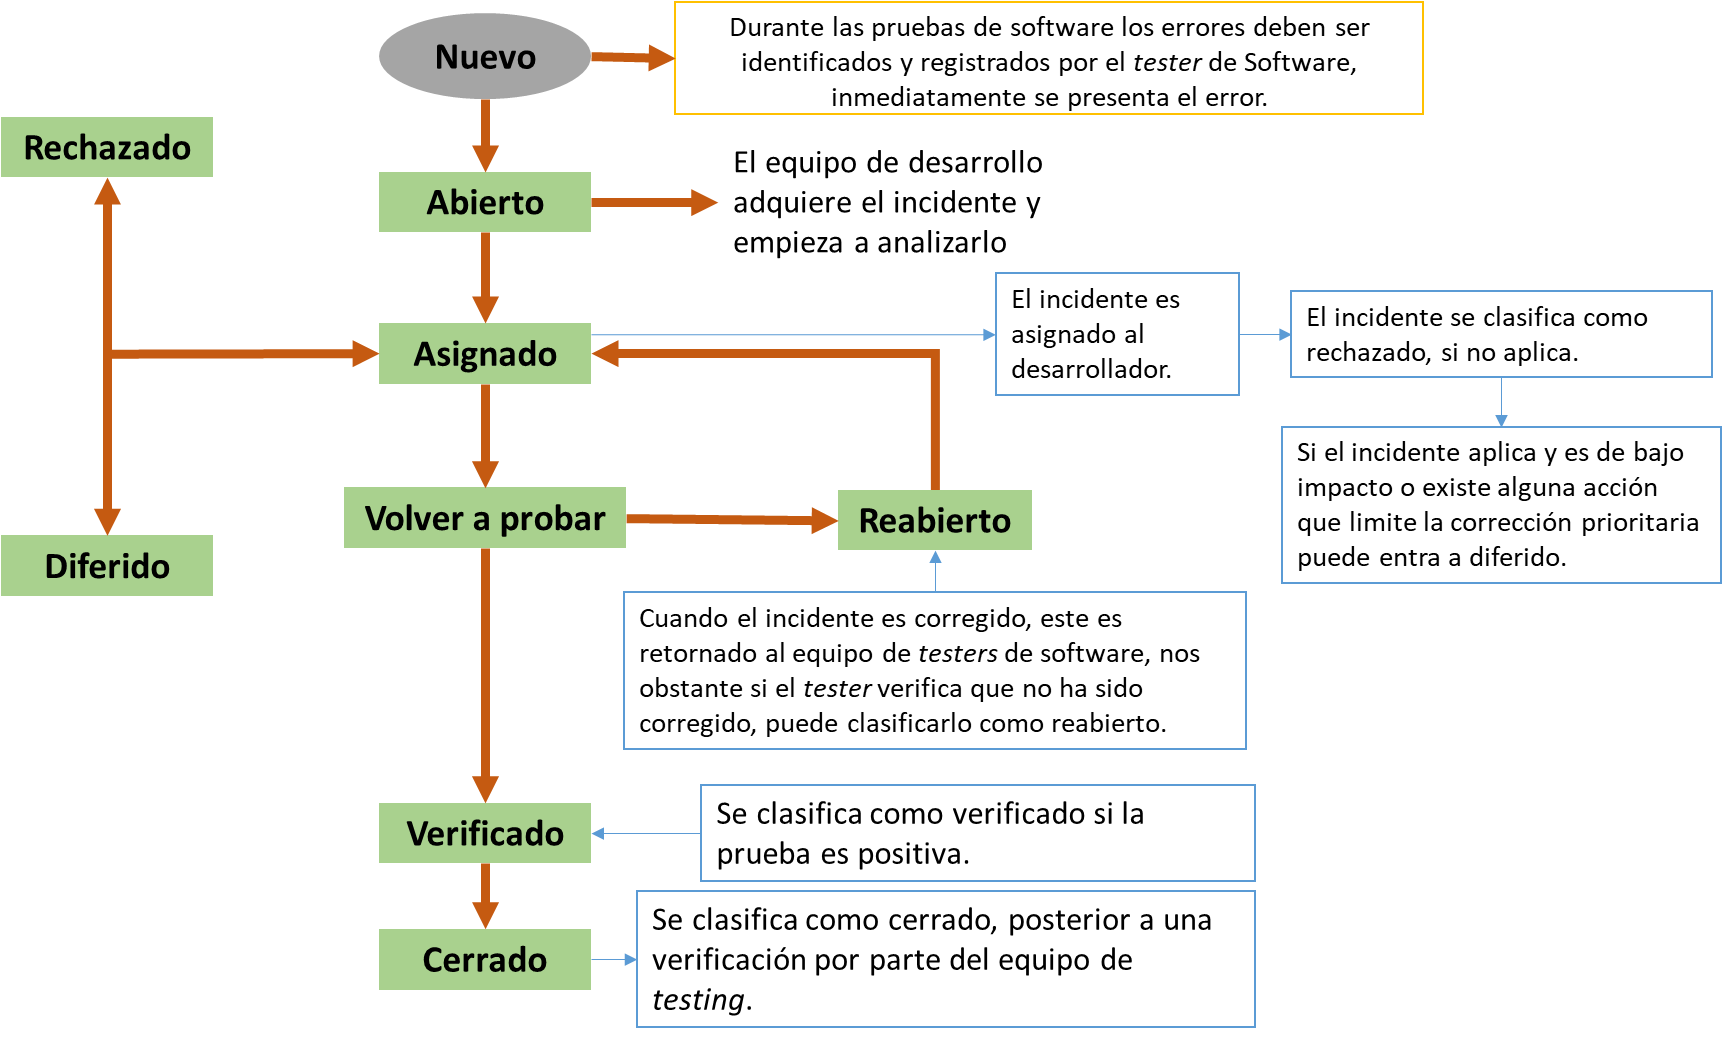 Nuevo
Durante las pruebas de software los errores deben ser
identificados y registrados por el tester de Software,
inmediatamente se presenta el error.
Rechazado
Abierto
El equipo de desarrollo
adquiere el incidente y
empieza a analizarlo
Asignado
El incidente es
asignado al
desarrollador.
El incidente se clasifica como
rechazado, si no aplica.
Si el incidente aplica y es de bajo
impacto o existe alguna acción
que limite la corrección prioritaria
puede entra a diferido.
Volver a probar
Reabierto
Diferido
Cuando el incidente es corregido, este es
retornado al equipo de testers de software, nos
obstante si el tester verifica que no ha sido
corregido, puede clasificarlo como reabierto.
Verificado
Se clasifica como verificado si la
prueba es positiva.
Cerrado
Se clasifica como cerrado, posterior a una
verificación por parte del equipo de
testing.